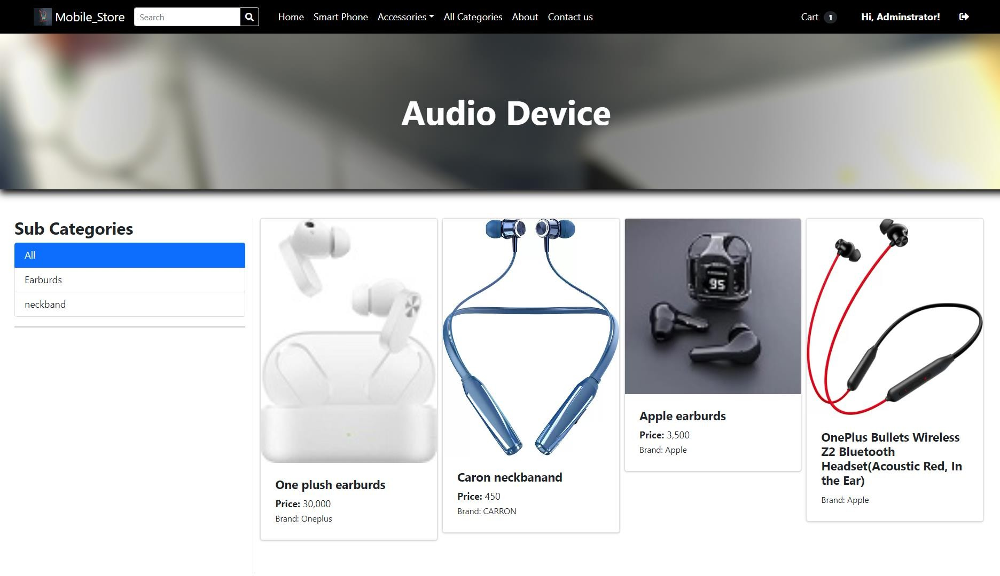 Mobile_Store Search Home Smart Phone Accessories All Categories About Contact us Cart 1 Hi, Adminstrator!
Audio Device
Sub Categories
All
Earburds
neckband
One plush earburds
Price: 30,000
Brand: Oneplus
Caron neckbanand
Price: 450
Brand: CARRON
95
Apple earburds
Price: 3,500
Brand: Apple
OnePlus Bullets Wireless
Z2 Bluetooth
Headset(Acoustic Red, In
the Ear)
Brand: Apple